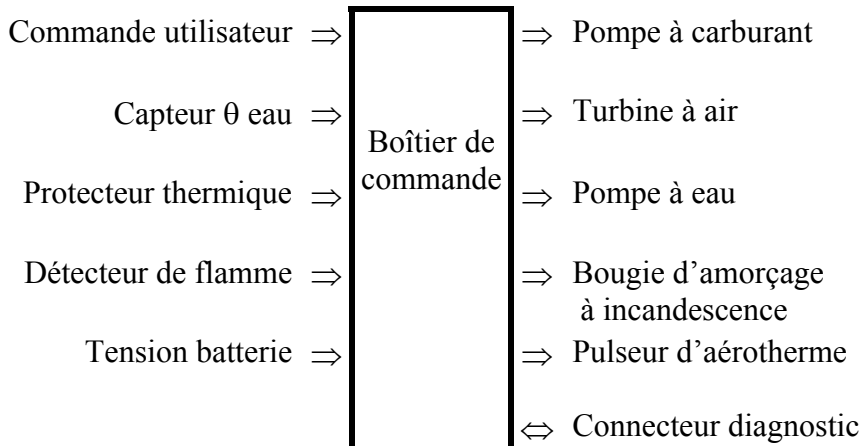 Commande utilisateur ⇒
Capteur θ eau ⇒
Protecteur thermique ⇒
Détecteur de flamme ⇒
Tension batterie ⇒
Boîtier de
commande
⇒ Pompe à carburant
⇒ Turbine à air
⇒ Pompe à eau
⇒ Bougie d’amorçage
à incandescence
⇒ Pulseur d’aérotherme
⇔ Connecteur diagnostic